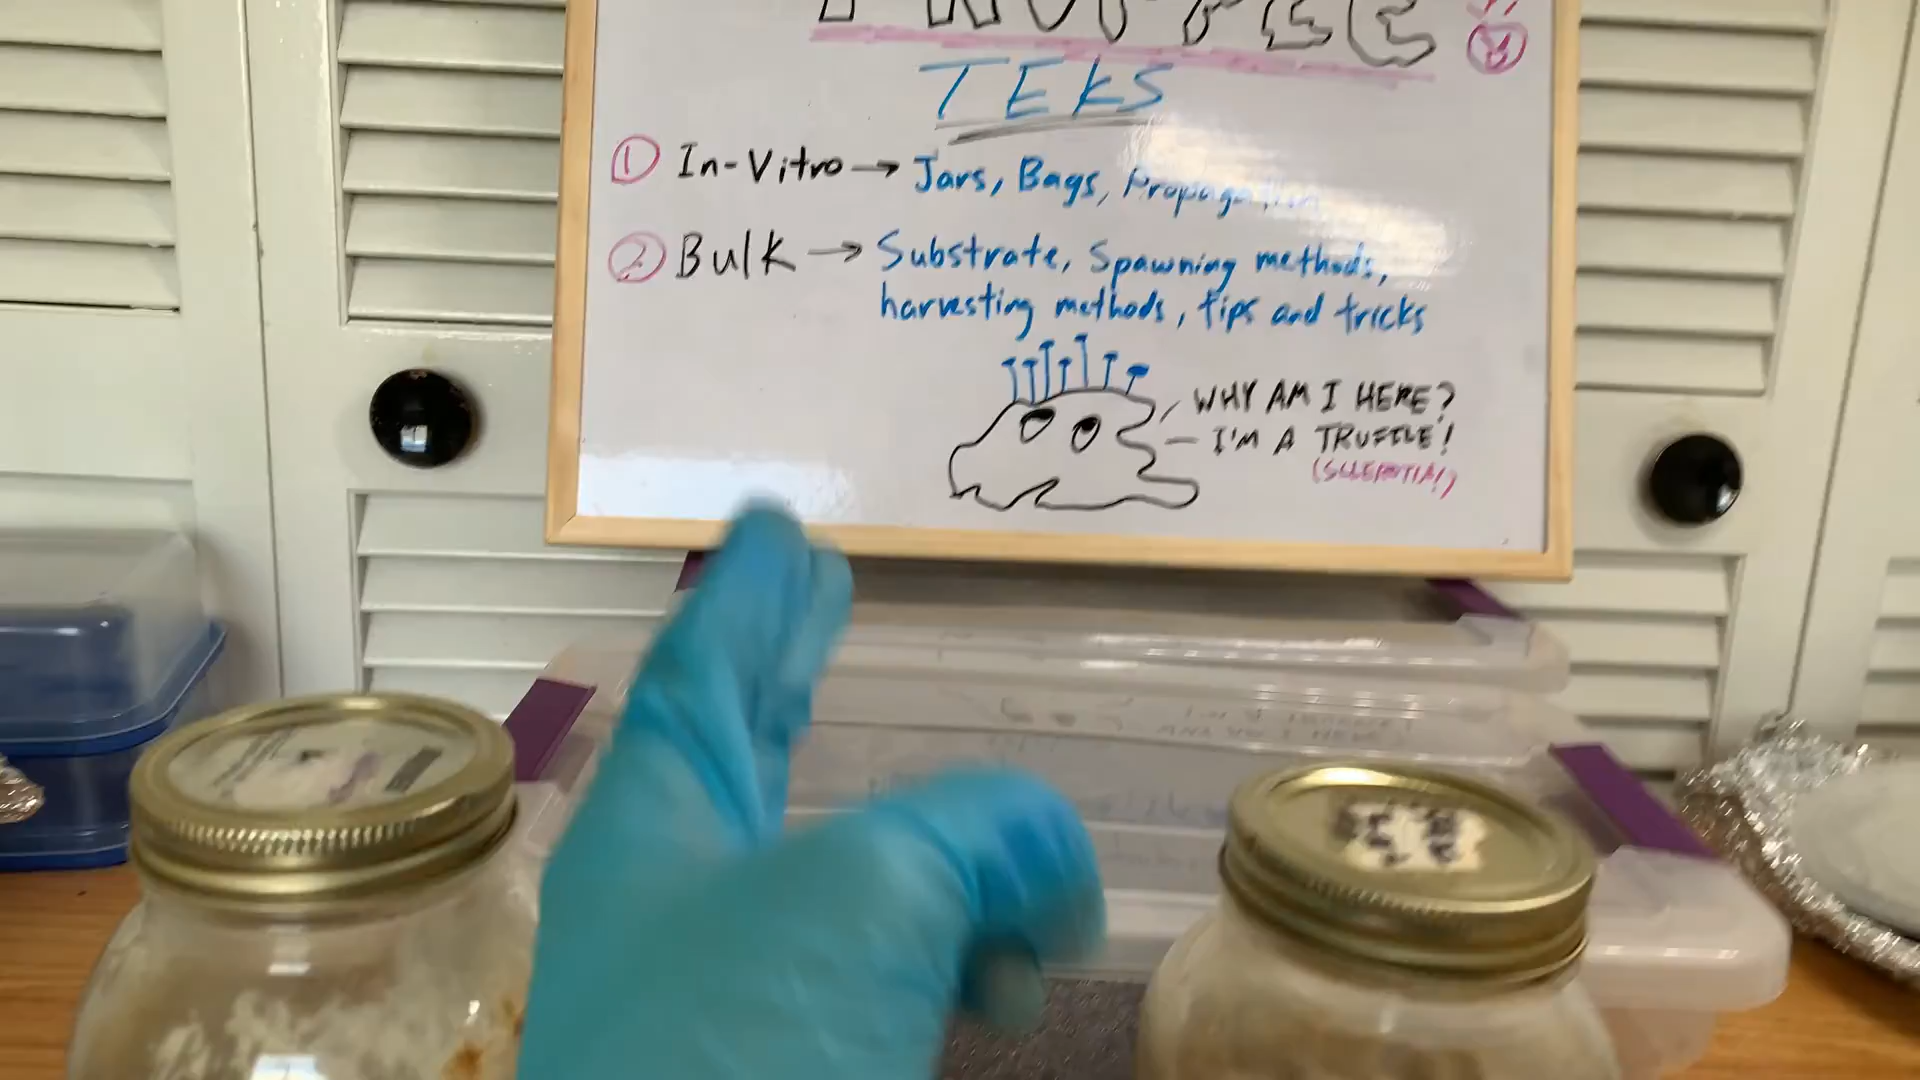 TEKS
① In-Vitro → Jars, Bags, Propagation
② Bulk → Substrate, Spawning methods,
harvesting methods, tips and tricks
WHY AM I HERE?
I'M A TRUFFLE!
(SCLEROTIA!)